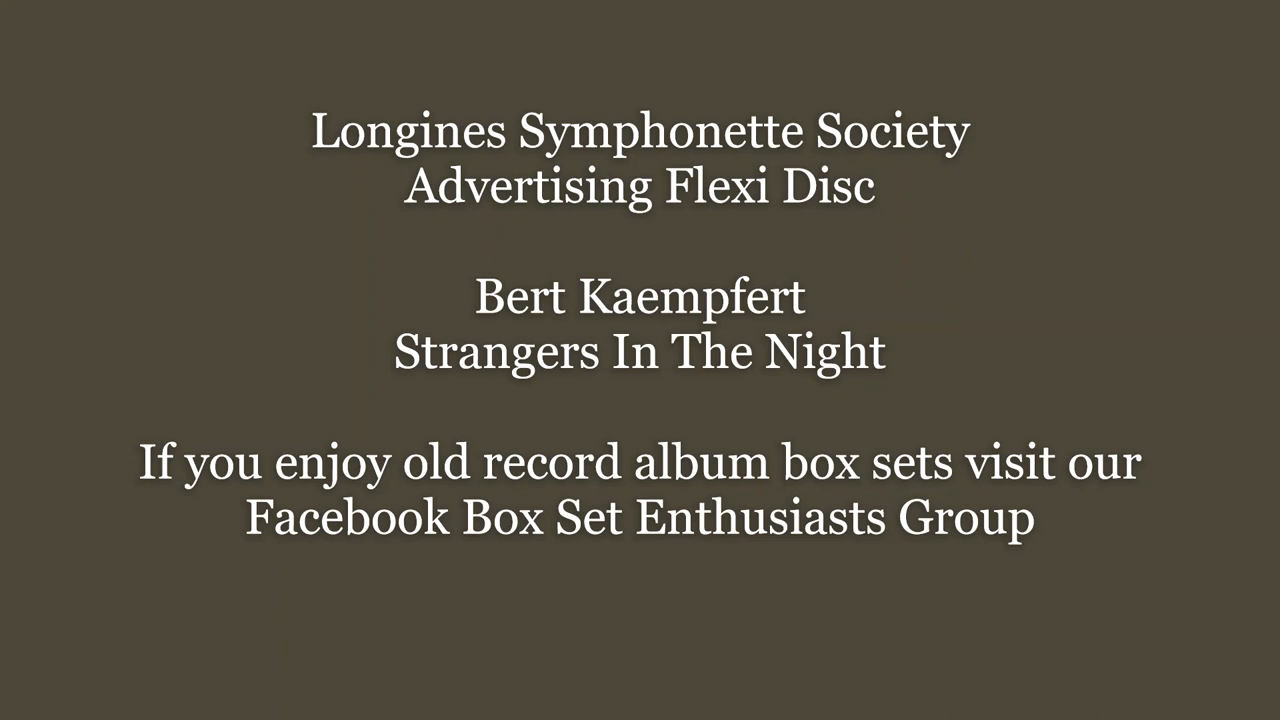 Longines Symphonette Society
Advertising Flexi Disc
Bert Kaempfert
Strangers In The Night
If you enjoy old record album box sets visit our
Facebook Box Set Enthusiasts Group